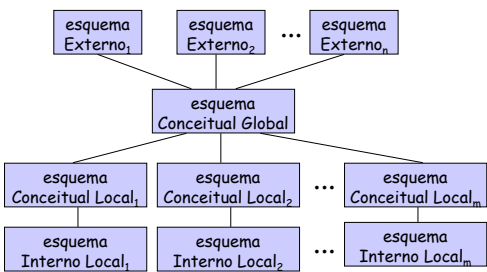 esquema
Externo₁
esquema
Externo₂
...
esquema
Externoₙ
esquema
Conceitual Global
esquema
Conceitual Local₁
esquema
Conceitual Local₂
...
esquema
Conceitual Localₘ
esquema
Interno Local₁
esquema
Interno Local₂
...
esquema
Interno Localₘ